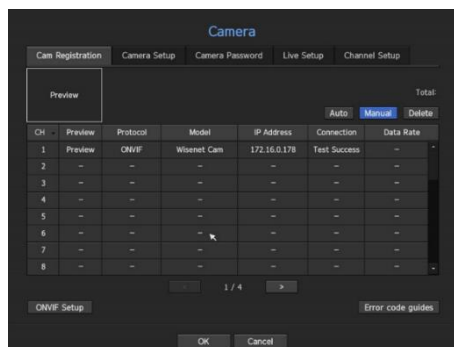 Camera
Cam Registration Camera Setup Camera Password Live Setup Channel Setup
Preview
Total:
Auto Manual Delete
CH Preview Protocol Model IP Address Connection Data Rate
1 Preview ONVIF Wisenet Cam 172.16.0.178 Test Success –
2 – – – – – –
3 – – – – – –
4 – – – – – –
5 – – – – – –
6 – – – – – –
7 – – – – – –
8 – – – – – –
1 / 4 >
ONVIF Setup Error code guides
OK Cancel